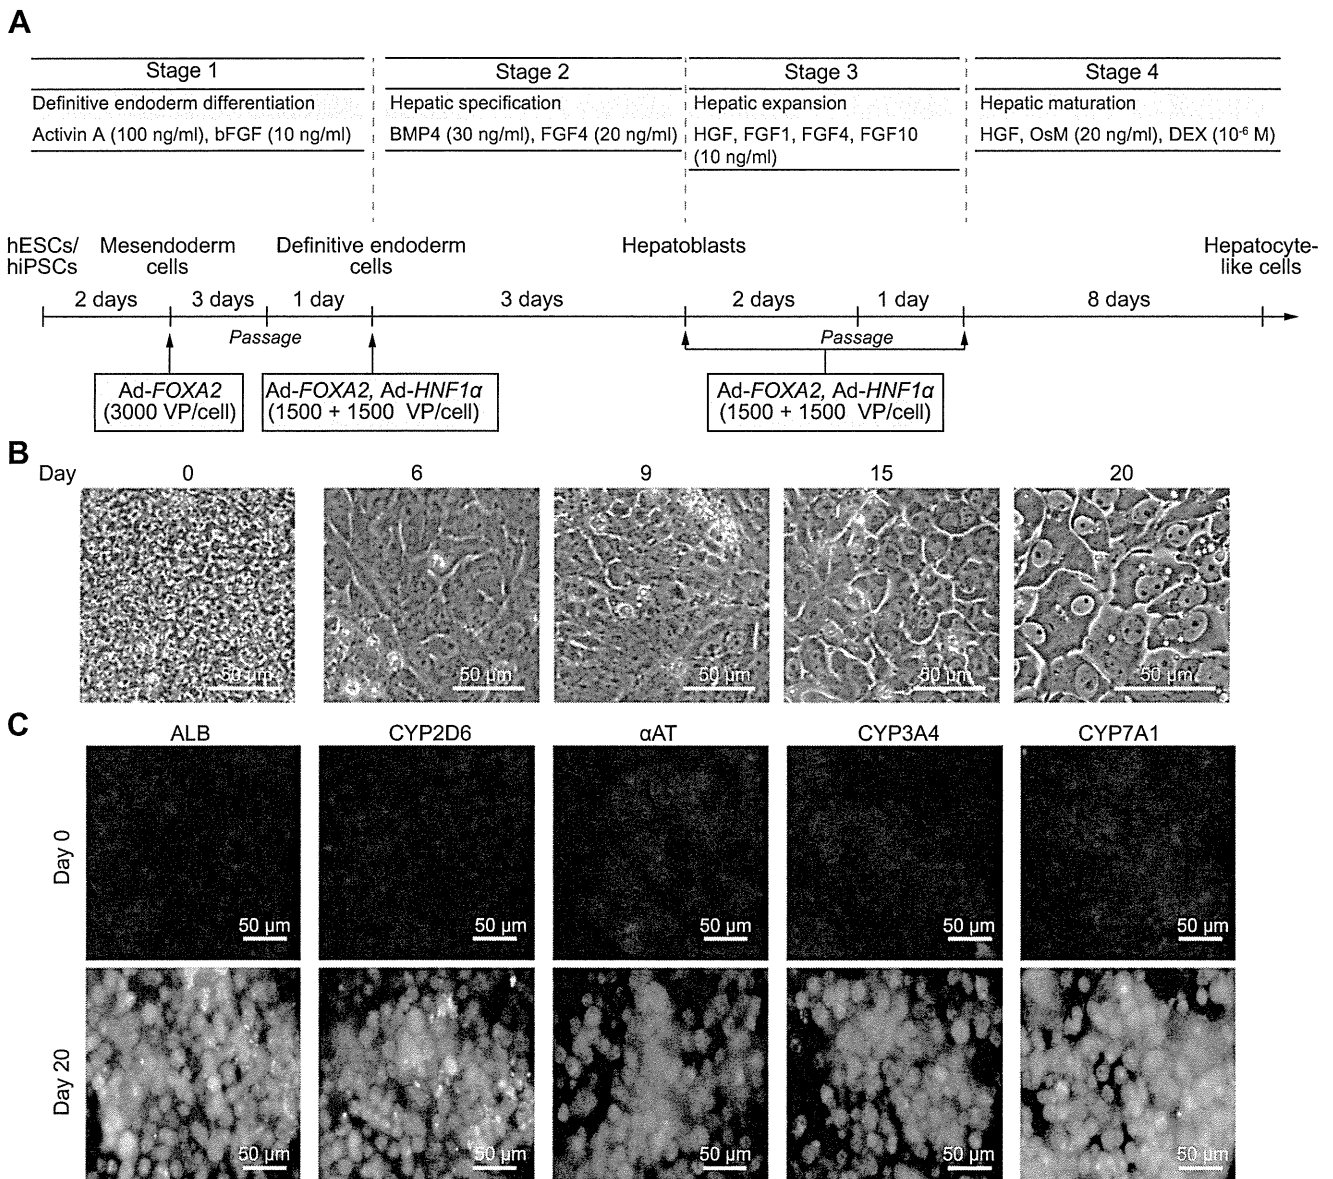 A
Stage 1
Stage 2
Stage 3
Stage 4
Definitive endoderm differentiation
Hepatic specification
Hepatic expansion
Hepatic maturation
Activin A (100 ng/ml), bFGF (10 ng/ml)
BMP4 (30 ng/ml), FGF4 (20 ng/ml)
HGF, FGF1, FGF4, FGF10
(10 ng/ml)
HGF, OsM (20 ng/ml), DEX (10⁻⁶ M)
hESCs/
hiPSCs
Mesendoderm
cells
Definitive endoderm
cells
Hepatoblasts
Hepatocyte-
like cells
2 days
3 days
1 day
3 days
2 days
1 day
8 days
Passage
Passage
Ad-FOXA2
(3000 VP/cell)
Ad-FOXA2, Ad-HNF1α
(1500 + 1500 VP/cell)
Ad-FOXA2, Ad-HNF1α
(1500 + 1500 VP/cell)
B
Day
0
6
9
15
20
50 µm
50 µm
50 µm
50 µm
50 µm
C
ALB
CYP2D6
αAT
CYP3A4
CYP7A1
Day 0
50 µm
50 µm
50 µm
50 µm
50 µm
Day 20
50 µm
50 µm
50 µm
50 µm
50 µm